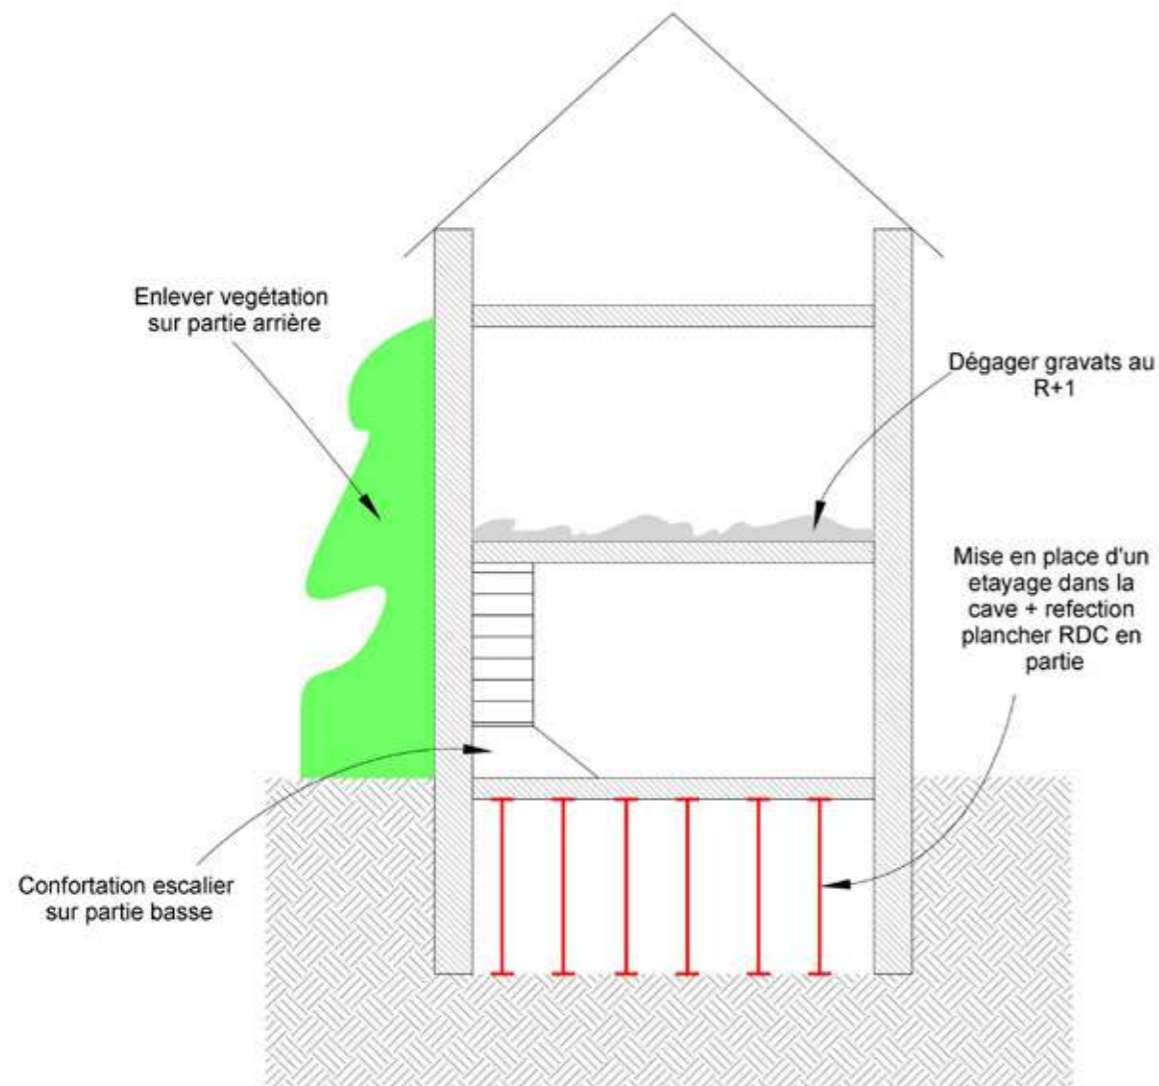 Enlever vegétation
sur partie arrière
Dégager gravats au
R+1
Mise en place d'un
etayage dans la
cave + refection
plancher RDC en
partie
Confortation escalier
sur partie basse